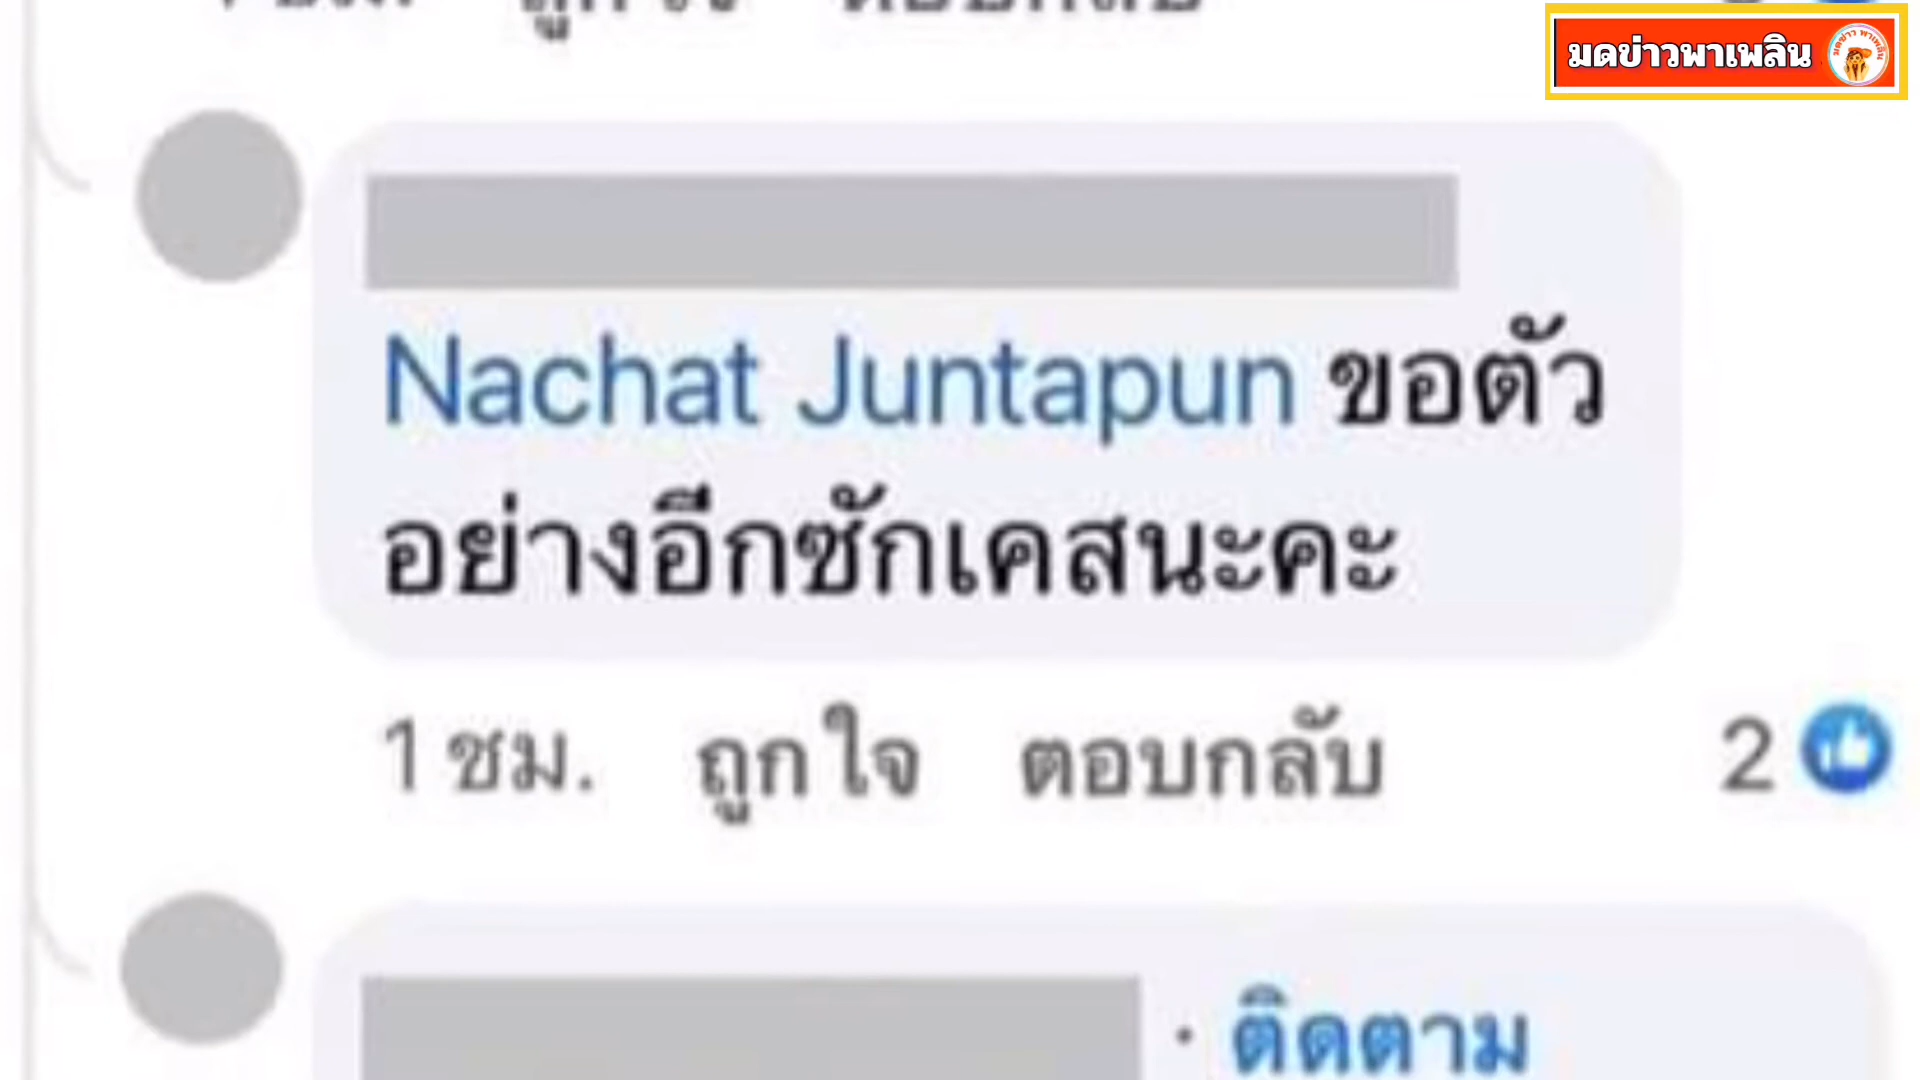 มดข่าวพาเพลิน
Nachat Juntapun ขอตัว
อย่างอีกซักเคสนะคะ
1 ชม. ถูกใจ ตอบกลับ 2
· ติดตาม